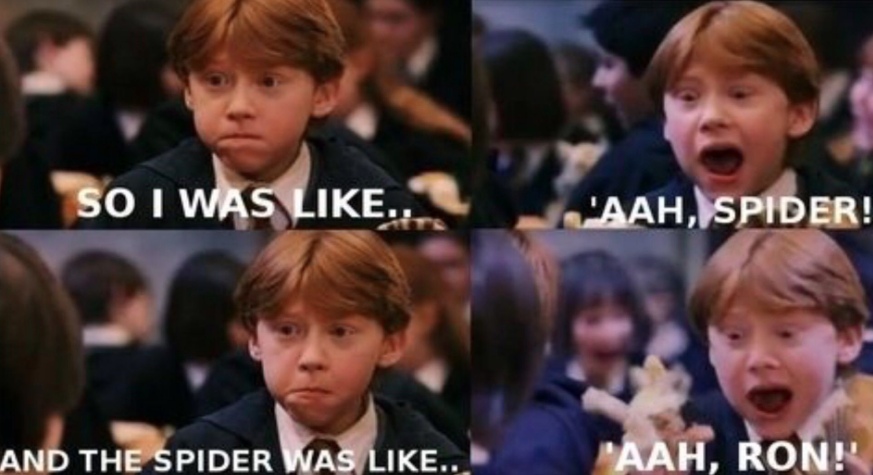 SO I WAS LIKE..
'AAH, SPIDER!
AND THE SPIDER WAS LIKE..
'AAH, RON!'